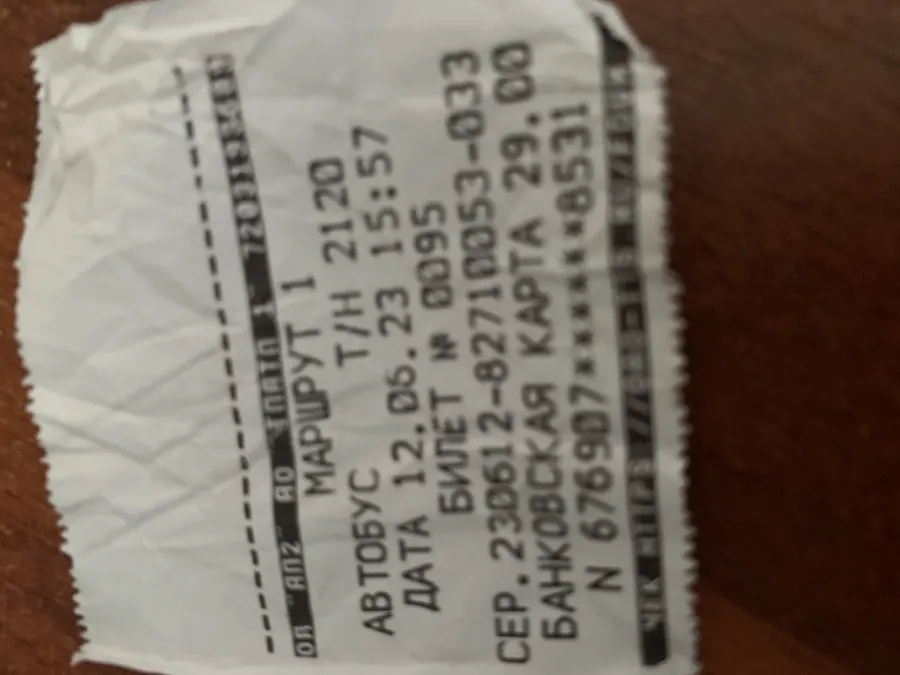 МАРШРУТ 1
АВТОБУС Т/Н 2120
ДАТА 12.06.23 15:57
БИЛЕТ № 0095
СЕР.230612-82710053-033
БАНКОВСКАЯ КАРТА 29.00
N 676907******8531